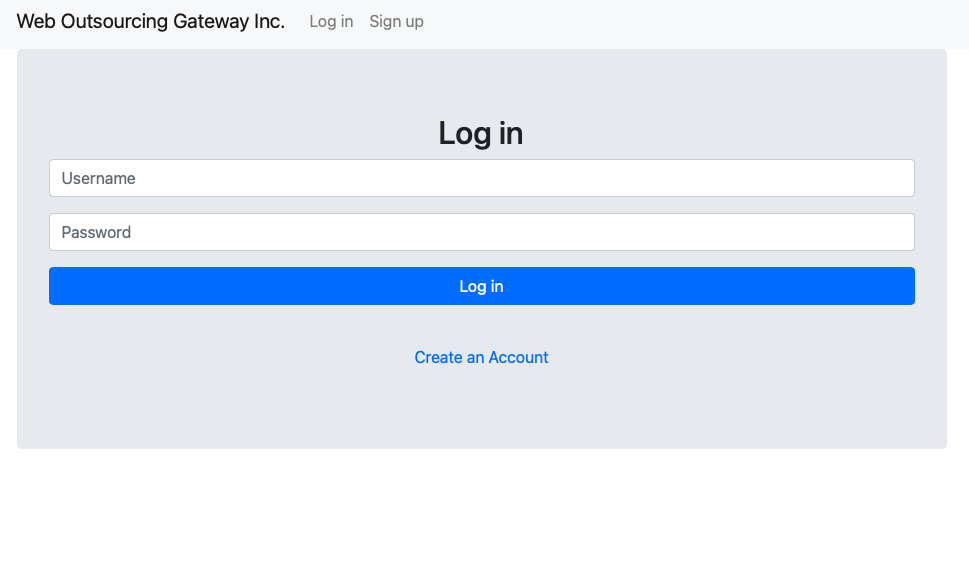 Web Outsourcing Gateway Inc. Log in Sign up
Log in
Username
Password
Log in
Create an Account